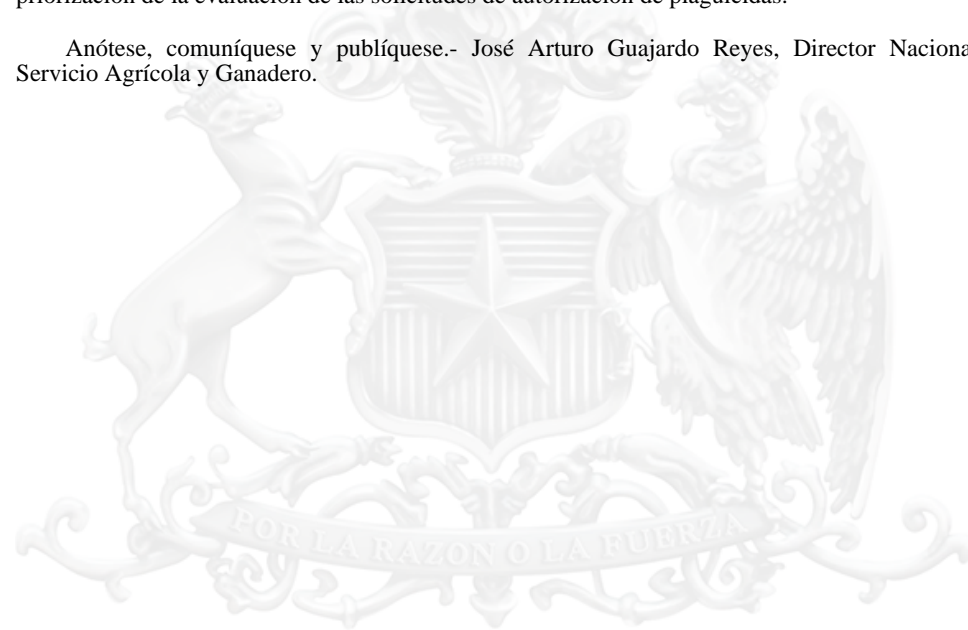 priorización de la evaluación de las solicitudes de autorización de plaguicidas.
Anótese, comuníquese y publíquese.- José Arturo Guajardo Reyes, Director Naciona
Servicio Agrícola y Ganadero.
POR LA RAZON O LA FUERZA